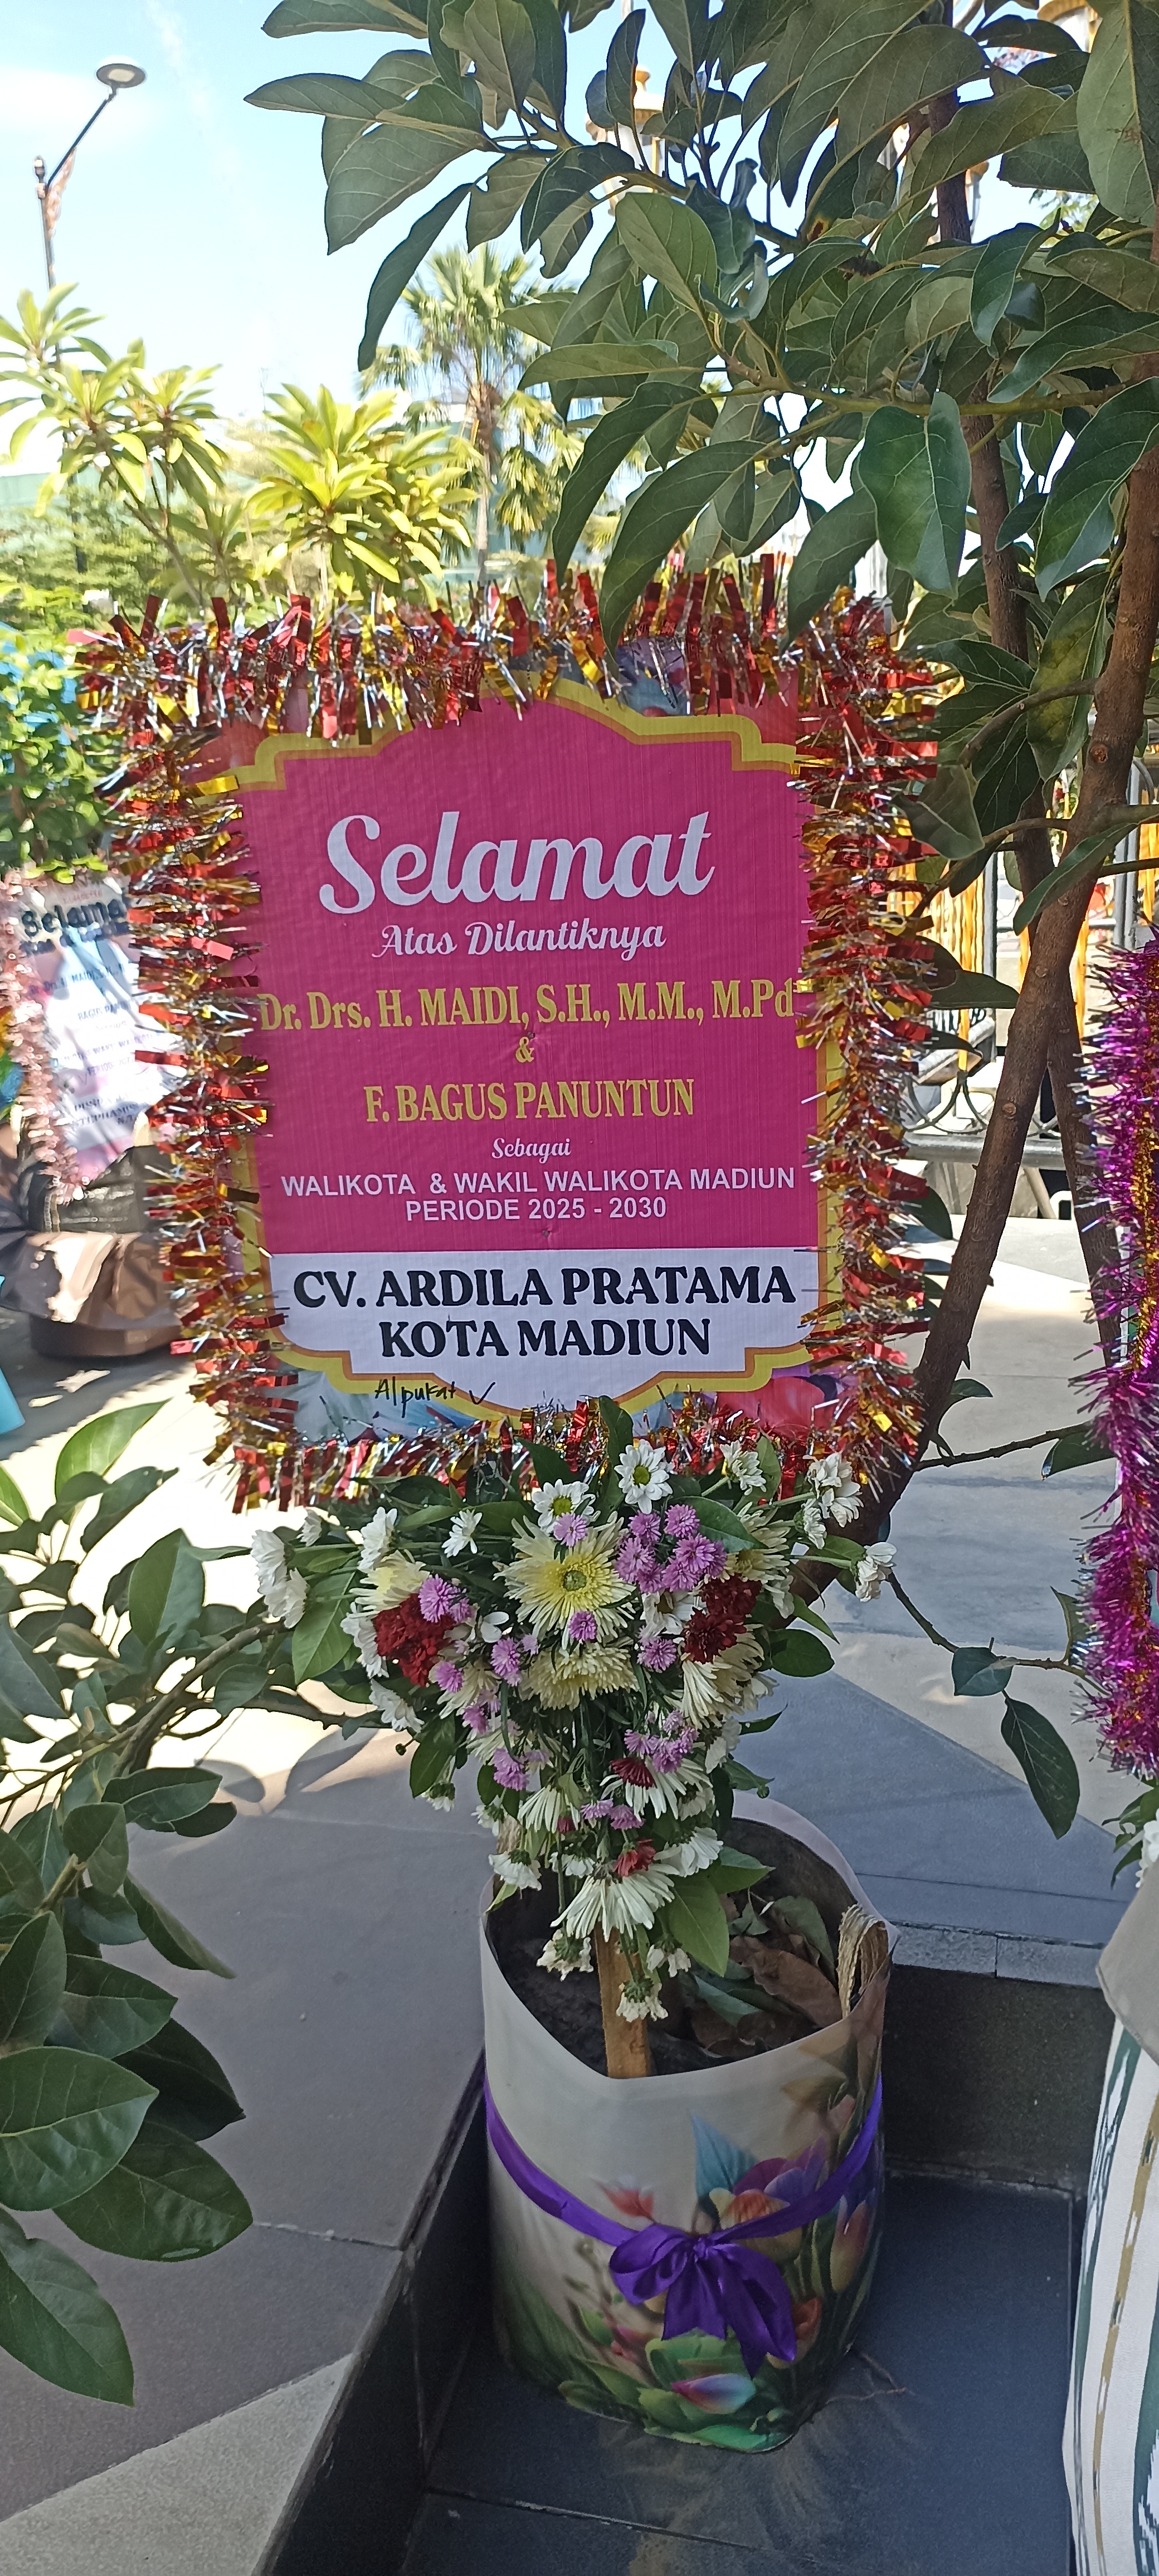 Selamat
Atas Dilantiknya
Dr. Drs. H. MAIDI, S.H., M.M., M.Pd
&
F. BAGUS PANUNTUN
Sebagai
WALIKOTA & WAKIL WALIKOTA MADIUN
PERIODE 2025 - 2030
CV. ARDILA PRATAMA
KOTA MADIUN
Alpukat ✓
Selamat